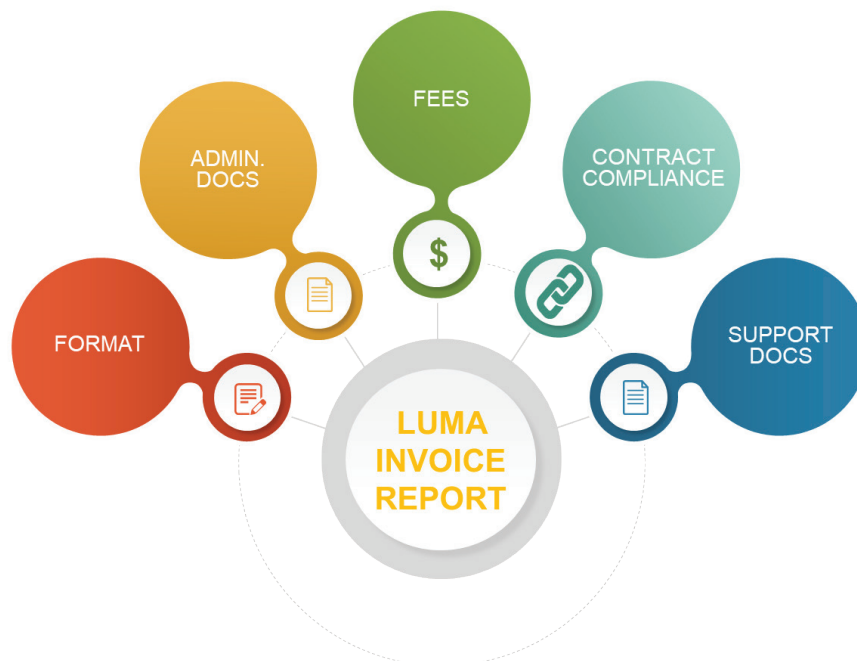 FEES
ADMIN.
DOCS
CONTRACT
COMPLIANCE
$
FORMAT
SUPPORT
DOCS
LUMA
INVOICE
REPORT